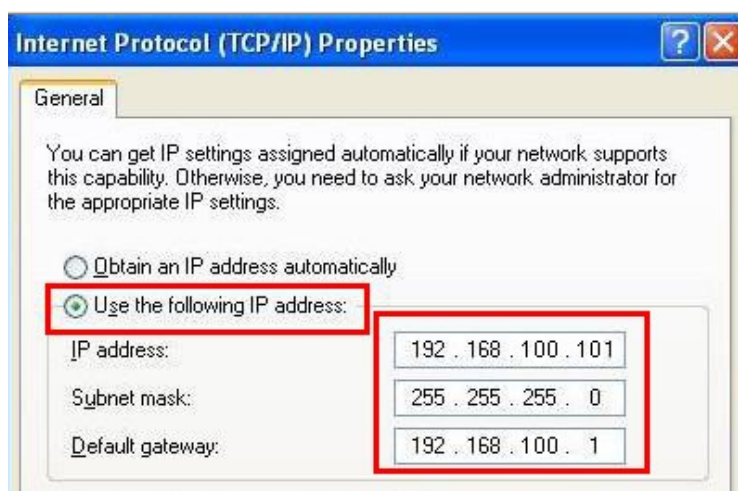 Internet Protocol (TCP/IP) Properties
General
You can get IP settings assigned automatically if your network supports
this capability. Otherwise, you need to ask your network administrator for
the appropriate IP settings.
Obtain an IP address automatically
Use the following IP address:
IP address: 192 . 168 . 100 . 101
Subnet mask: 255 . 255 . 255 . 0
Default gateway: 192 . 168 . 100 . 1